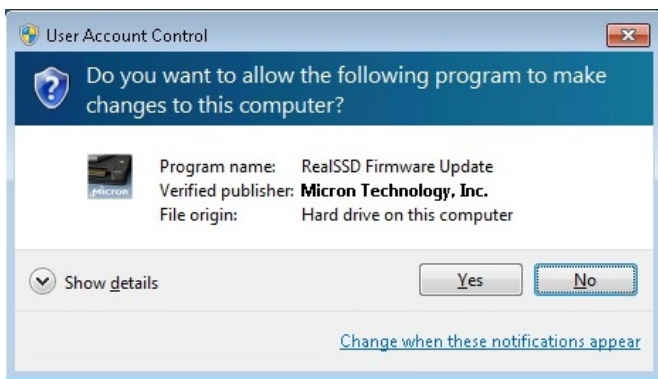 User Account Control
Do you want to allow the following program to make
changes to this computer?
Micron
Program name: RealSSD Firmware Update
Verified publisher: Micron Technology, Inc.
File origin: Hard drive on this computer
Show details
Yes
No
Change when these notifications appear